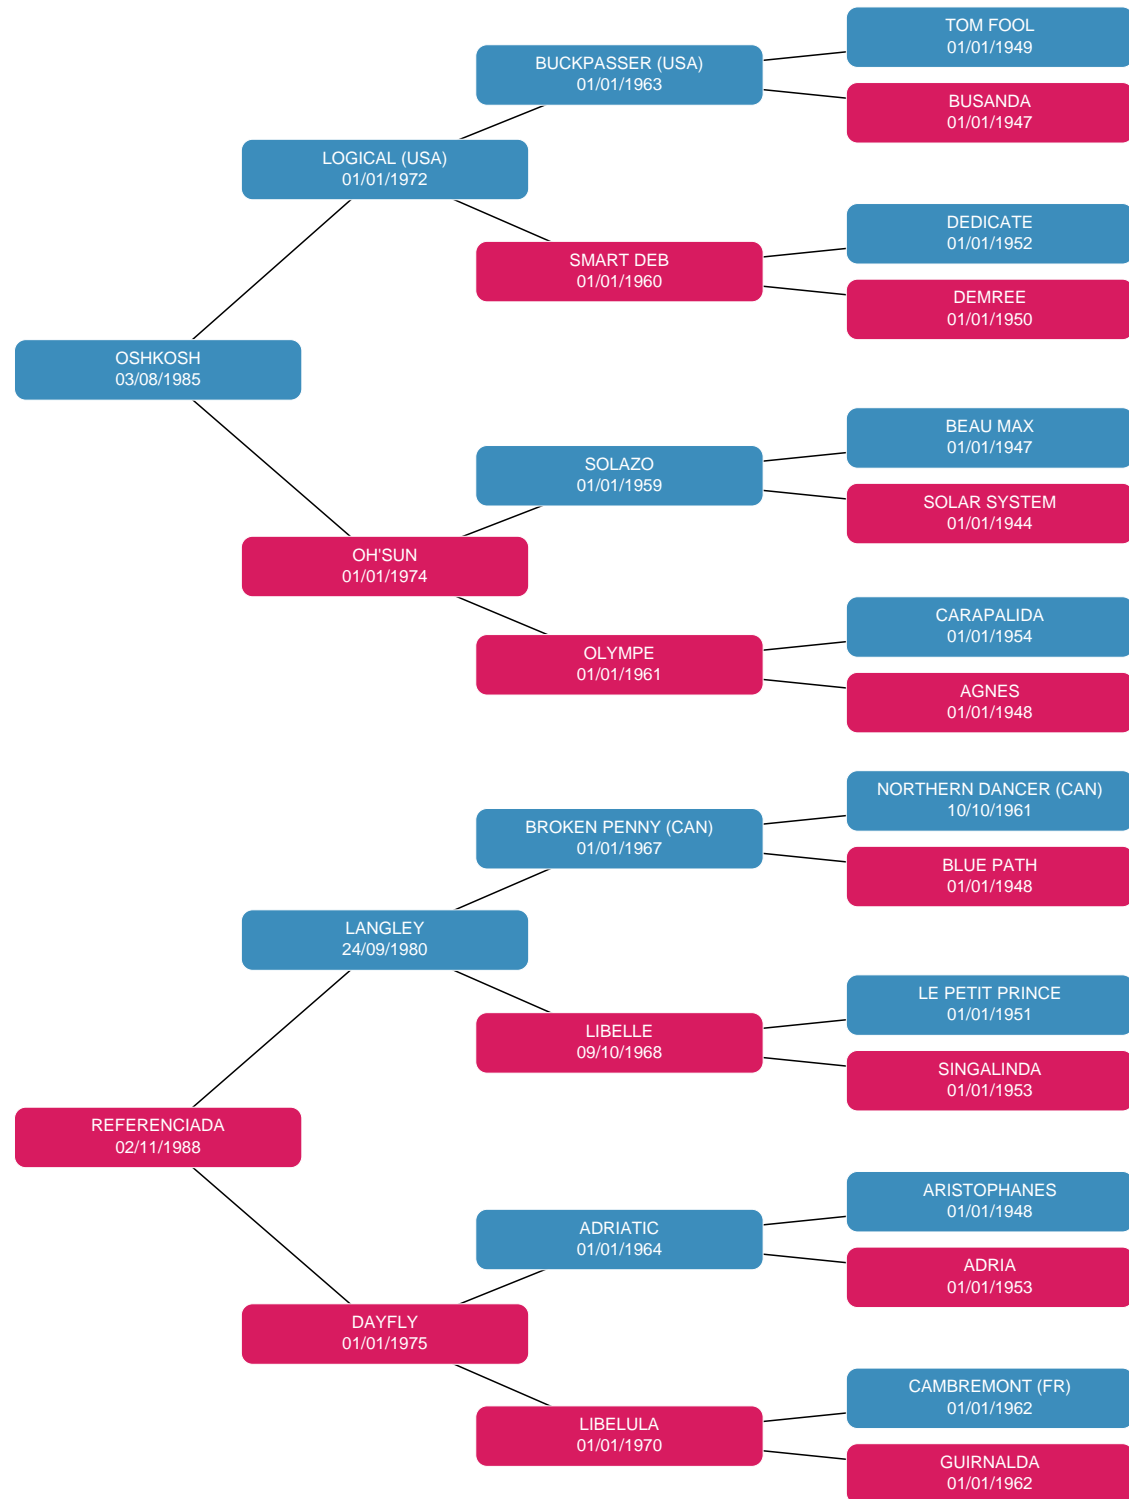 TOM FOOL
01/01/1949
BUCKPASSER (USA)
01/01/1963
BUSANDA
01/01/1947
LOGICAL (USA)
01/01/1972
DEDICATE
01/01/1952
SMART DEB
01/01/1960
DEMREE
01/01/1950
OSHKOSH
03/08/1985
BEAU MAX
01/01/1947
SOLAZO
01/01/1959
SOLAR SYSTEM
01/01/1944
OH'SUN
01/01/1974
CARAPALIDA
01/01/1954
OLYMPE
01/01/1961
AGNES
01/01/1948
NORTHERN DANCER (CAN)
10/10/1961
BROKEN PENNY (CAN)
01/01/1967
BLUE PATH
01/01/1948
LANGLEY
24/09/1980
LE PETIT PRINCE
01/01/1951
LIBELLE
09/10/1968
SINGALINDA
01/01/1953
REFERENCIADA
02/11/1988
ARISTOPHANES
01/01/1948
ADRIATIC
01/01/1964
ADRIA
01/01/1953
DAYFLY
01/01/1975
CAMBREMONT (FR)
01/01/1962
LIBELULA
01/01/1970
GUIRNALDA
01/01/1962